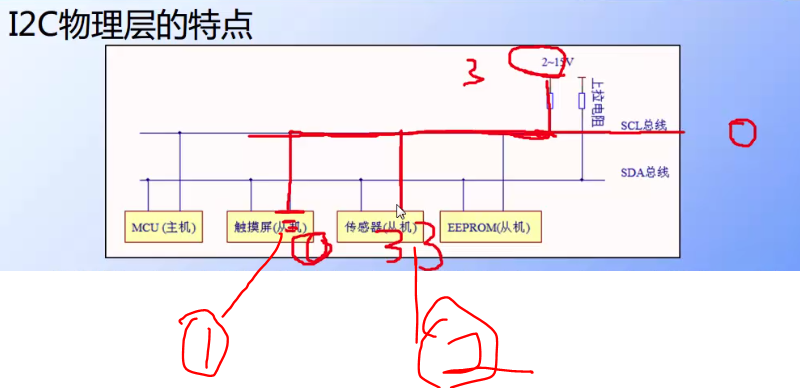 I2C物理层的特点
3
2~15V
上拉电阻
SCL总线
0
SDA总线
MCU (主机)
触摸屏(从机)
传感器(从机)
EEPROM(从机)
33
1
2